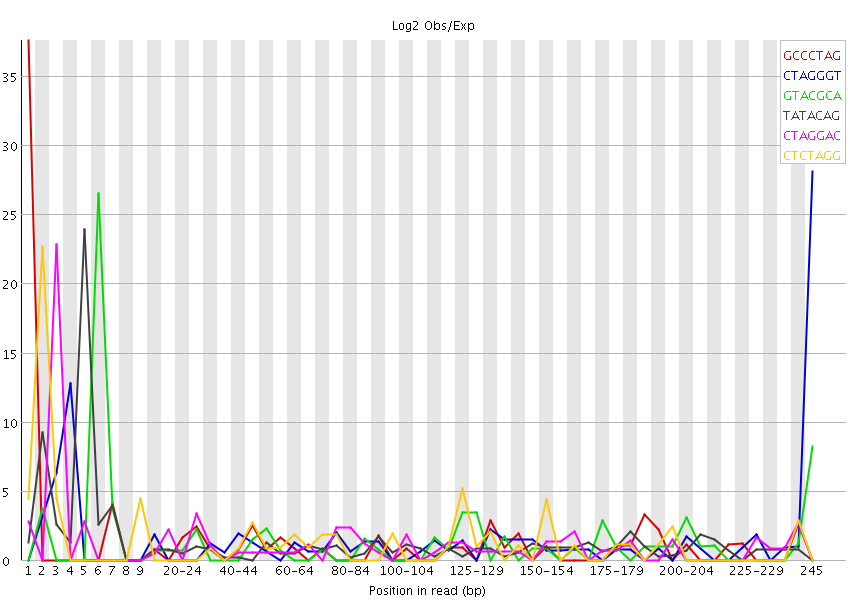 Log2 Obs/Exp
GCCCTAG
CTAGGGT
GTACGCA
TATACAG
CTAGGAC
CTCTAGG
35
30
25
20
15
10
5
0
1 2 3 4 5 6 7 8 9 20-24 40-44 60-64 80-84 100-104 125-129 150-154 175-179 200-204 225-229 245
Position in read (bp)